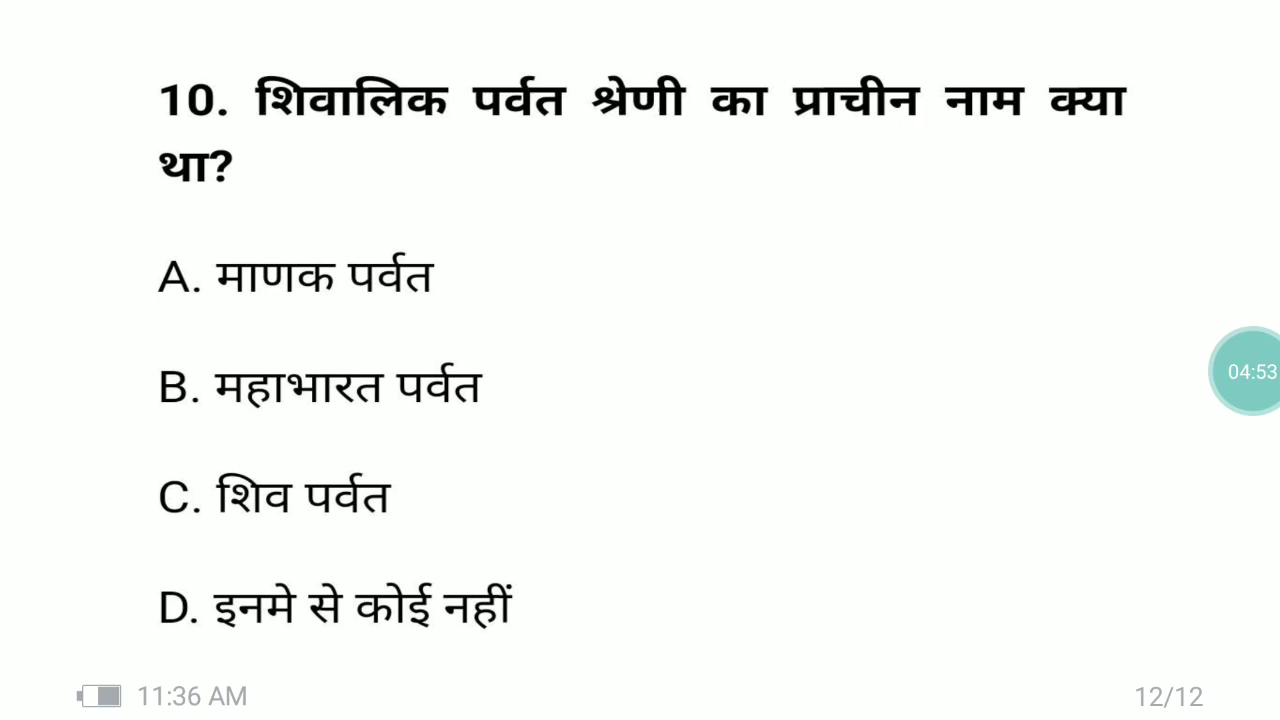 10. शिवालिक पर्वत श्रेणी का प्राचीन नाम क्या
था?
A. माणक पर्वत
B. महाभारत पर्वत
04:53
C. शिव पर्वत
D. इनमे से कोई नहीं
11:36 AM
12/12